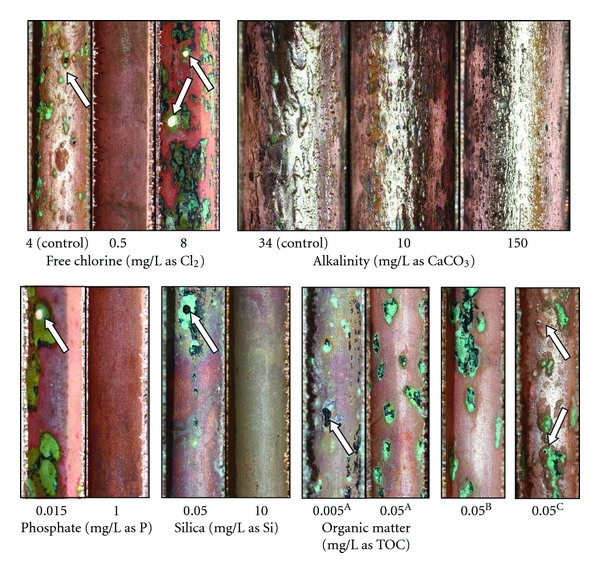 4 (control) 0.5 8
Free chlorine (mg/L as Cl₂)
34 (control) 10 150
Alkalinity (mg/L as CaCO₃)
0.015 1
Phosphate (mg/L as P)
0.05 10
Silica (mg/L as Si)
0.005ᴬ 0.05ᴬ 0.05ᴮ 0.05ᶜ
Organic matter
(mg/L as TOC)